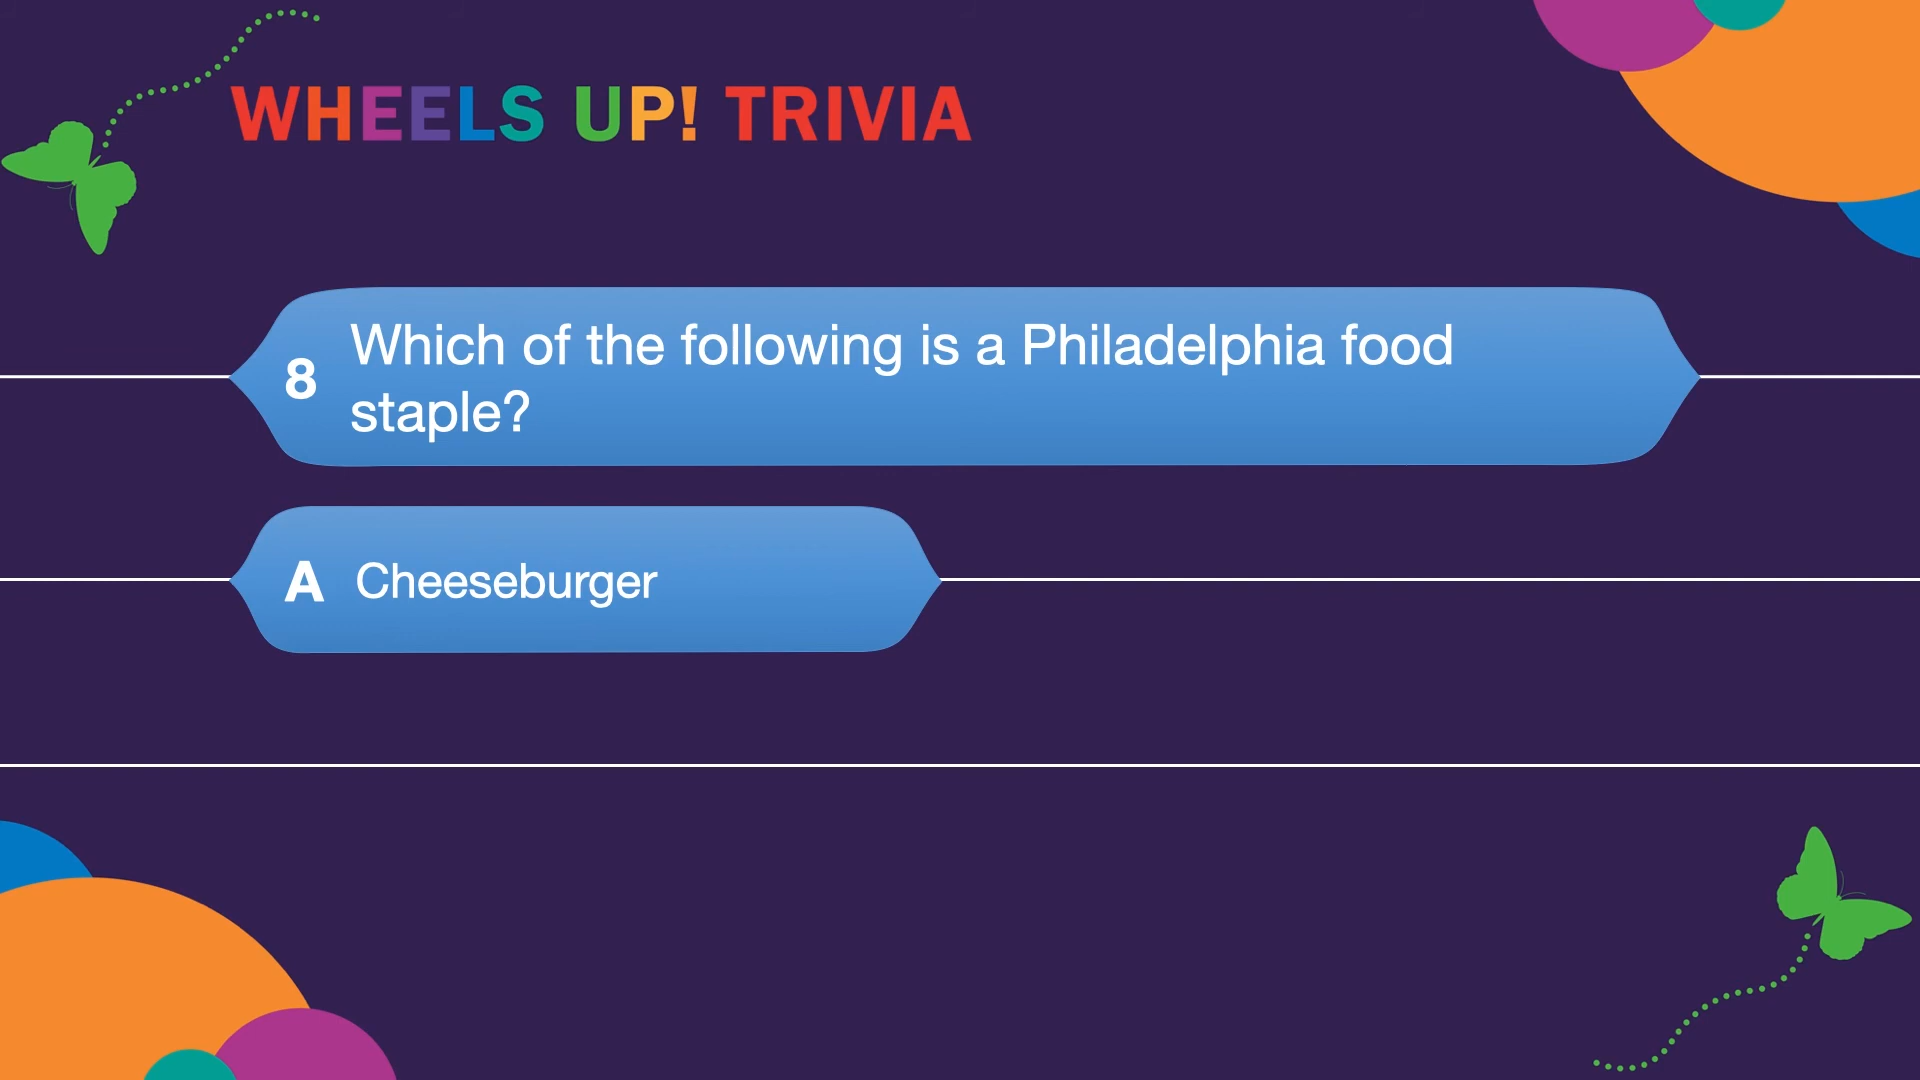 WHEELS UP! TRIVIA
8 Which of the following is a Philadelphia food
staple?
A Cheeseburger